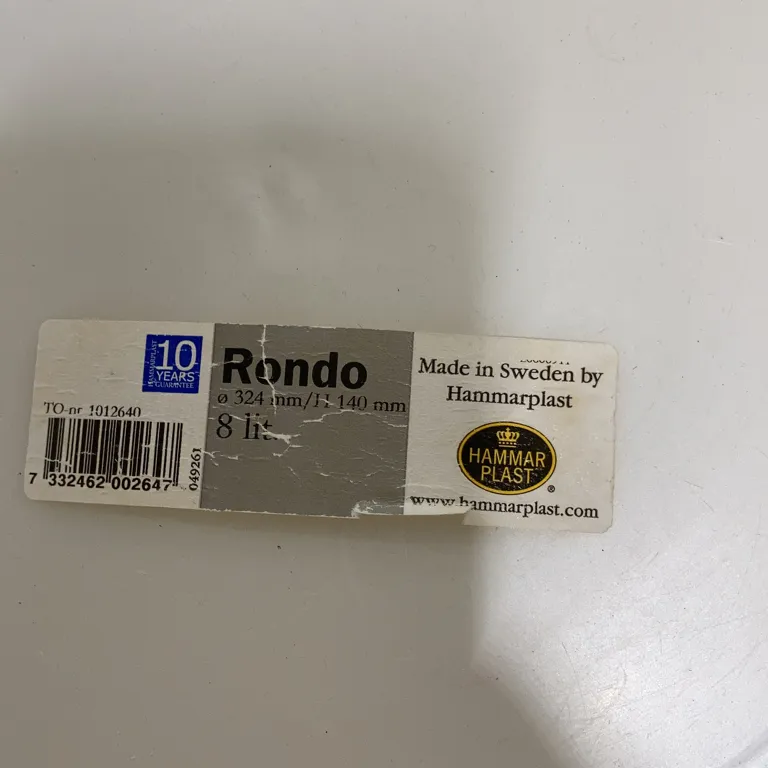 HAMMARPLAST
10
YEARS
GUARANTEE
TO-nr 1012640
7 332462 002647
049261
Rondo
ø 324 mm/H 140 mm
8 lit.
Made in Sweden by
Hammarplast
HAMMAR
PLAST
®
www.hammarplast.com